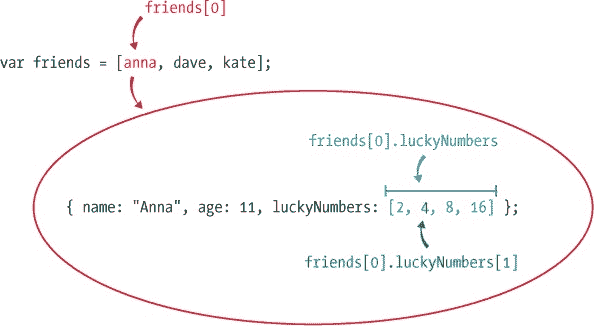 friends[0]
var friends = [anna, dave, kate];
friends[0].luckyNumbers
{ name: "Anna", age: 11, luckyNumbers: [2, 4, 8, 16] };
friends[0].luckyNumbers[1]